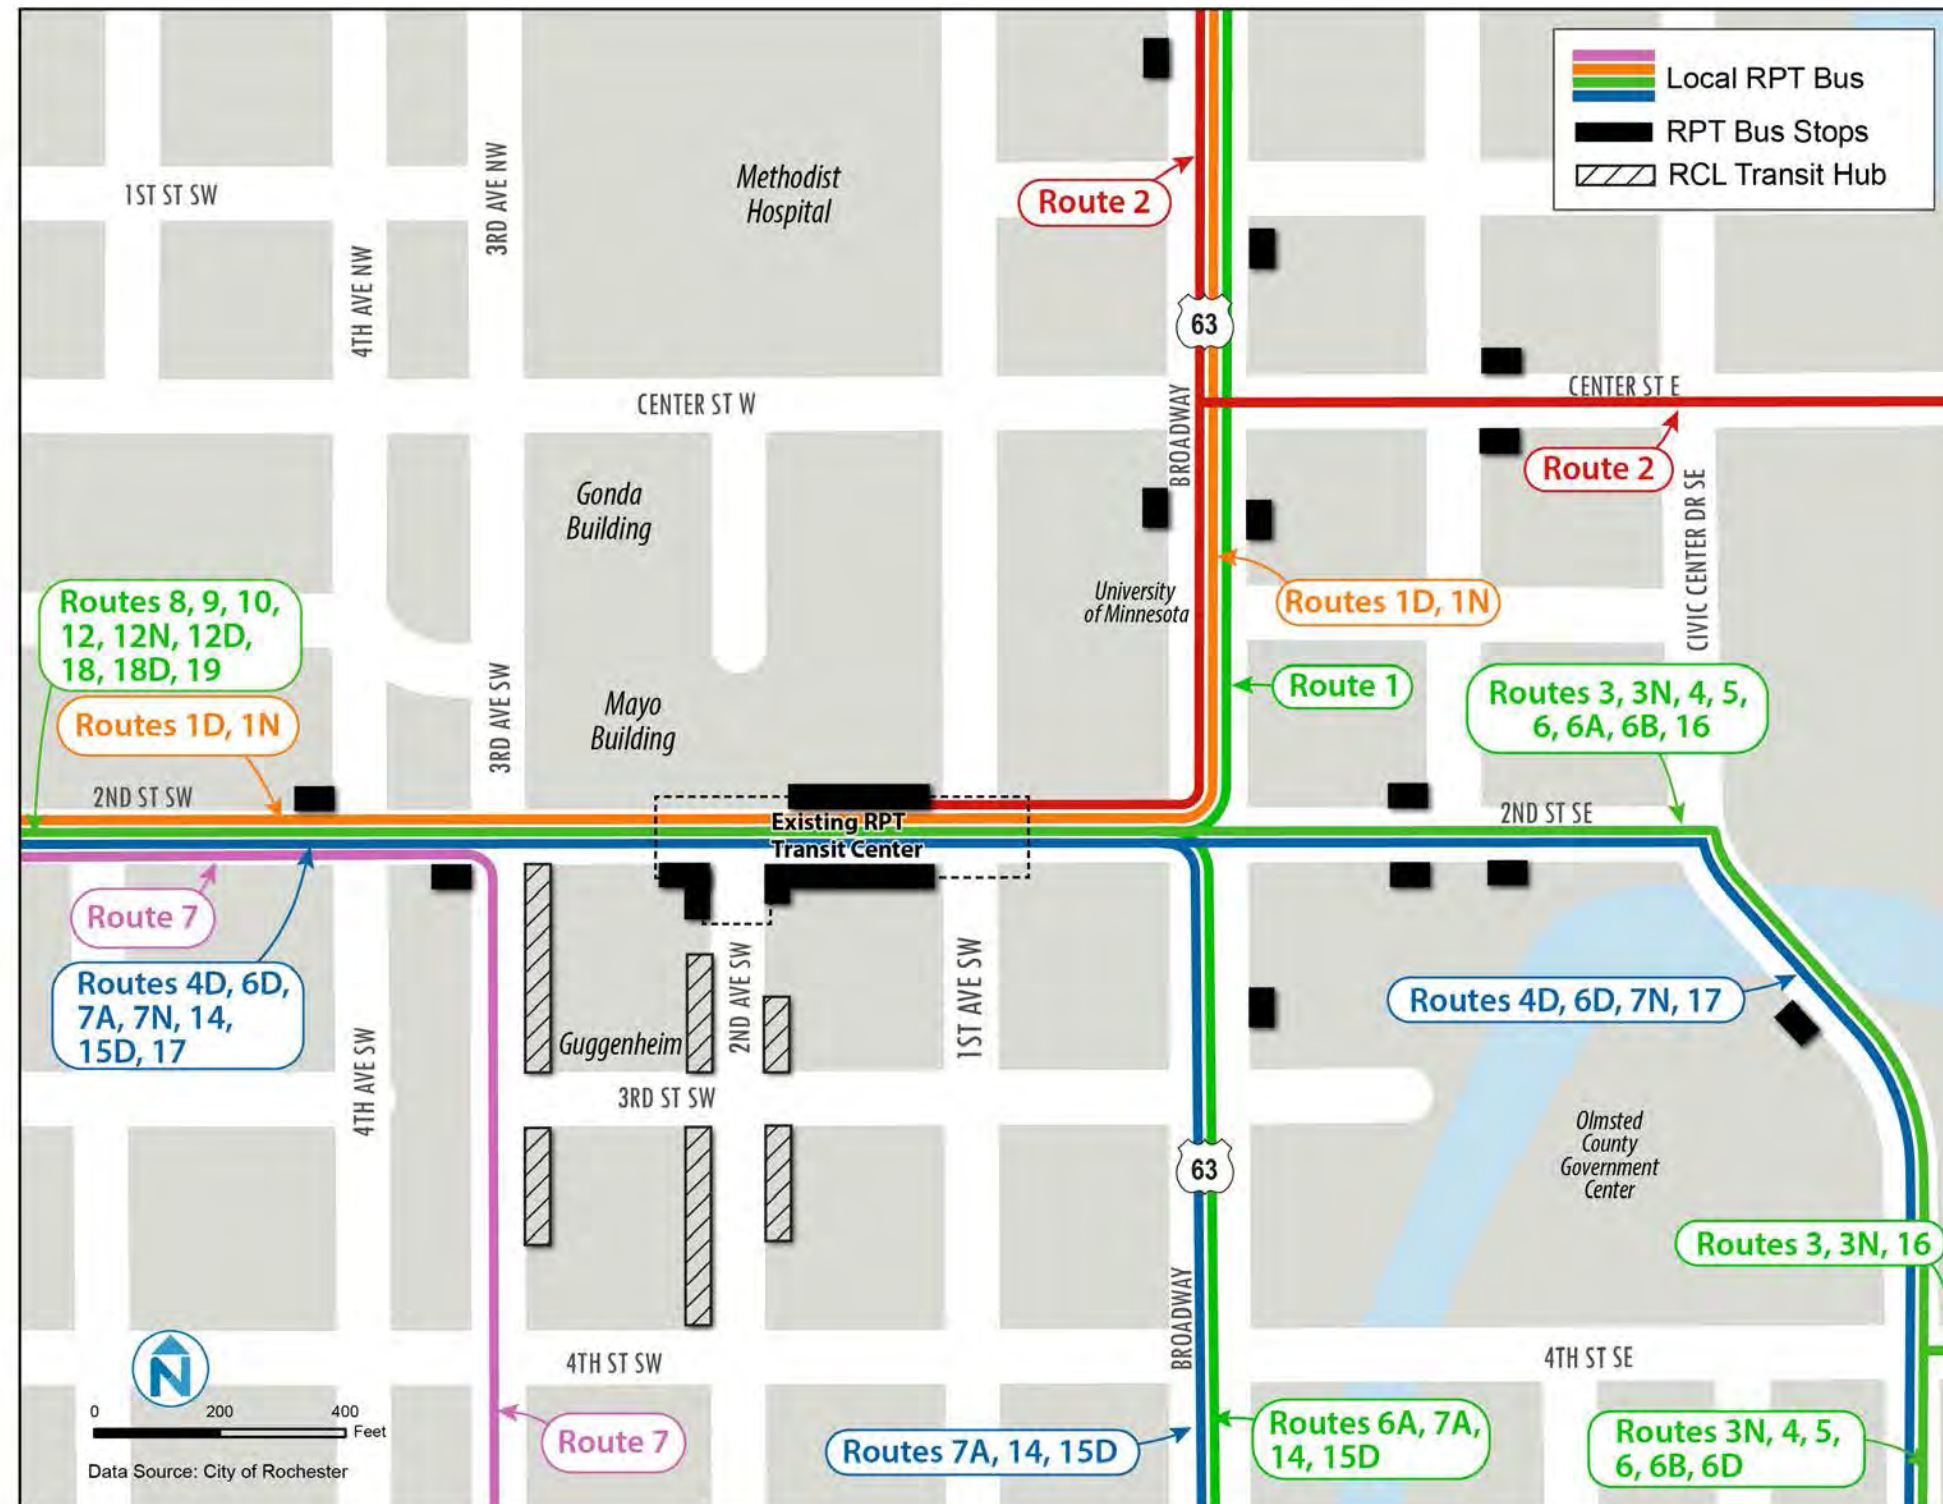 Local RPT Bus
RPT Bus Stops
RCL Transit Hub
1ST ST SW
3RD AVE NW
4TH AVE NW
Methodist
Hospital
Route 2
63
CENTER ST W
BROADWAY
CENTER ST E
Route 2
CIVIC CENTER DR SE
Gonda
Building
University
of Minnesota
Routes 1D, 1N
Route 1
Routes 8, 9, 10,
12, 12N, 12D,
18, 18D, 19
Routes 1D, 1N
3RD AVE SW
Mayo
Building
Routes 3, 3N, 4, 5,
6, 6A, 6B, 16
2ND ST SW
2ND ST SE
Existing RPT
Transit Center
Route 7
Routes 4D, 6D,
7A, 7N, 14,
15D, 17
4TH AVE SW
Guggenheim
2ND AVE SW
1ST AVE SW
3RD ST SW
Routes 4D, 6D, 7N, 17
Olmsted
County
Government
Center
63
BROADWAY
Routes 3, 3N, 16
4TH ST SW
4TH ST SE
N
0 200 400
Feet
Data Source: City of Rochester
Route 7
Routes 7A, 14, 15D
Routes 6A, 7A,
14, 15D
Routes 3N, 4, 5,
6, 6B, 6D